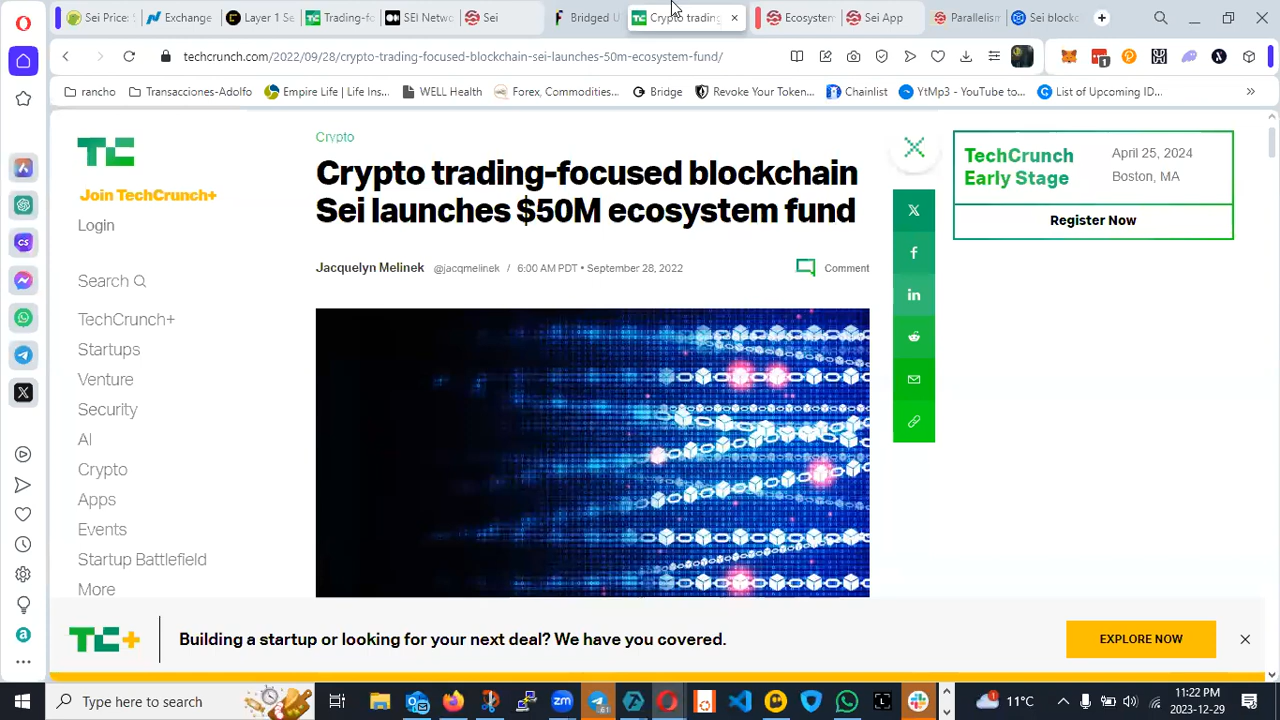 Sei Price
Exchange
Layer 1 Se
Trading-f
SEI Netwo
Sei
Bridged U
Crypto trading
Ecosystem
Sei App
Parallelis
Sei block
techcrunch.com/2022/09/28/crypto-trading-focused-blockchain-sei-launches-50m-ecosystem-fund/
1
rancho
Transacciones-Adolfo
Empire Life | Life Ins...
WELL Health
Forex, Commodities...
Bridge
Revoke Your Token...
Chainlist
YtMp3 - YouTube to...
List of Upcoming ID...
Join TechCrunch+
Login
Search
TechCrunch+
Startups
Venture
Security
AI
Crypto
Apps
Events
Startup Battlefield
More
Crypto
Crypto trading-focused blockchain
Sei launches $50M ecosystem fund
Jacquelyn Melinek @jacqmelinek / 6:00 AM PDT • September 28, 2022
Comment
TechCrunch
Early Stage
April 25, 2024
Boston, MA
Register Now
Building a startup or looking for your next deal? We have you covered.
EXPLORE NOW
Type here to search
11°C
11:22 PM
2023-12-29